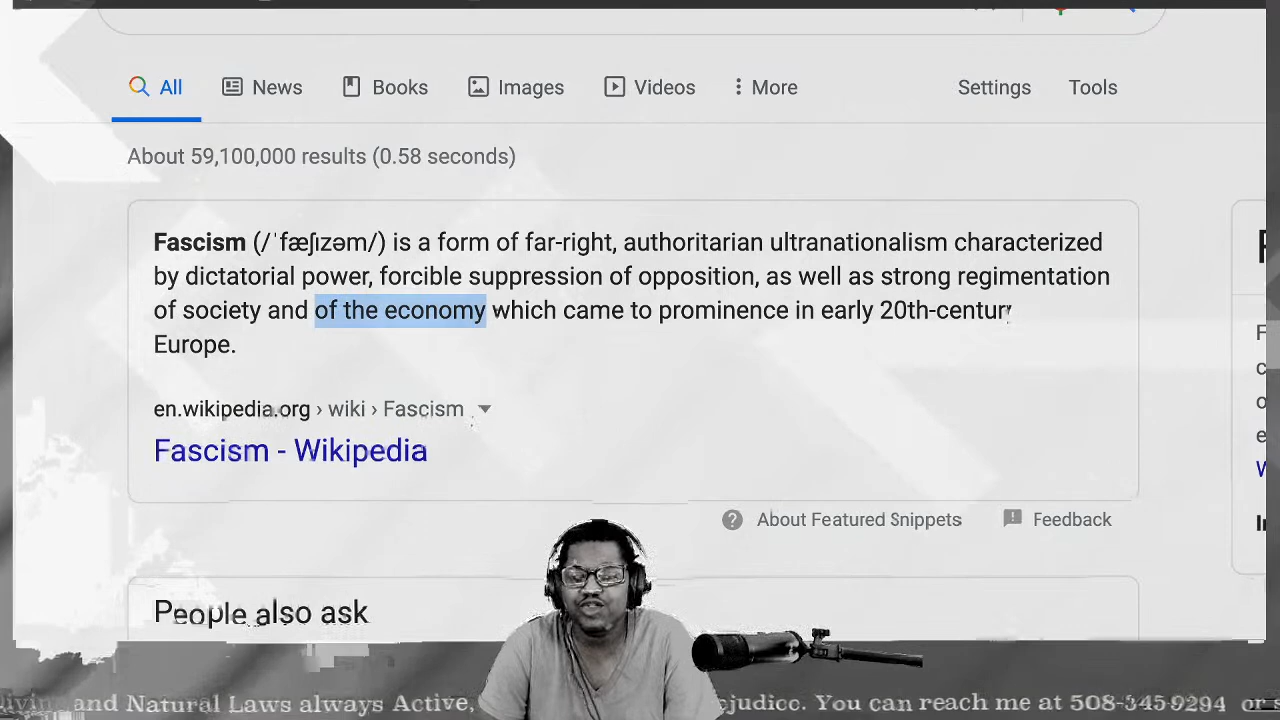 All News Books Images Videos More Settings Tools
About 59,100,000 results (0.58 seconds)
Fascism (/ˈfæʃɪzəm/) is a form of far-right, authoritarian ultranationalism characterized
by dictatorial power, forcible suppression of opposition, as well as strong regimentation
of society and of the economy which came to prominence in early 20th-century
Europe.
en.wikipedia.org › wiki › Fascism
Fascism - Wikipedia
About Featured Snippets Feedback
People also ask
and Natural Laws always Active, You can reach me at 508-345-9294 or